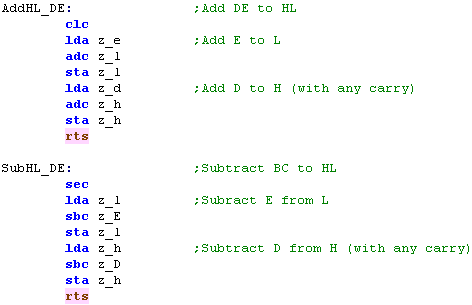 AddHL_DE: ;Add DE to HL
clc
lda z_e ;Add E to L
adc z_l
sta z_l
lda z_d ;Add D to H (with any carry)
adc z_h
sta z_h
rts
SubHL_DE: ;Subtract BC to HL
sec
lda z_l ;Subract E from L
sbc z_E
sta z_l
lda z_h ;Subtract D from H (with any carry)
sbc z_D
sta z_h
rts